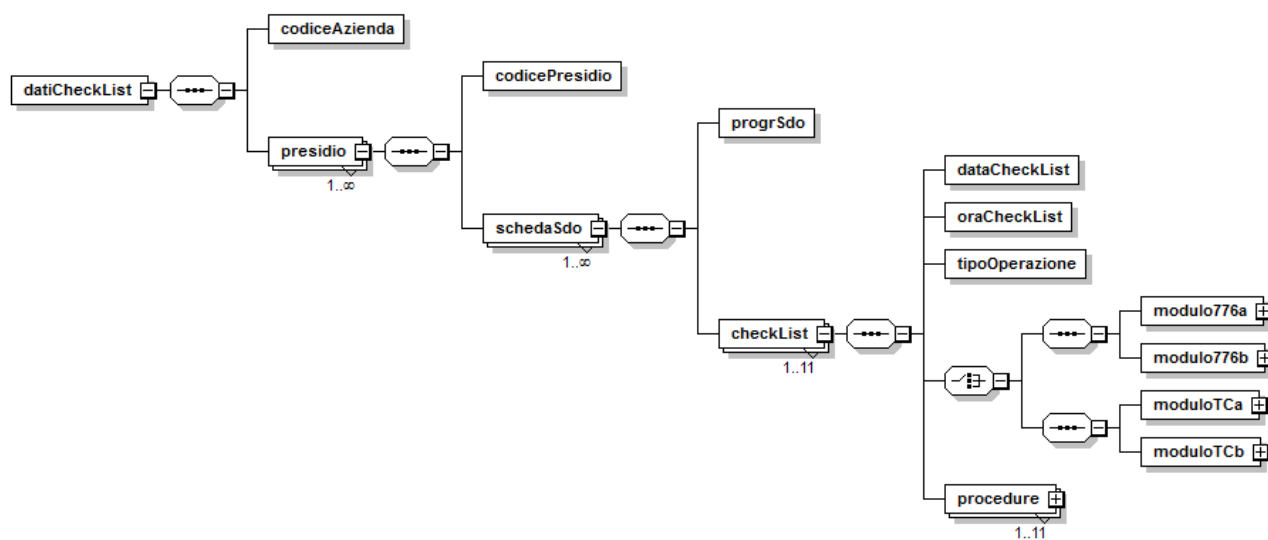 codiceAzienda
datiCheckList
codicePresidio
presidio
1..∞
progrSdo
schedaSdo
1..∞
dataCheckList
oraCheckList
tipoOperazione
checkList
1..11
modulo776a
modulo776b
moduloTCa
moduloTCb
procedure
1..11